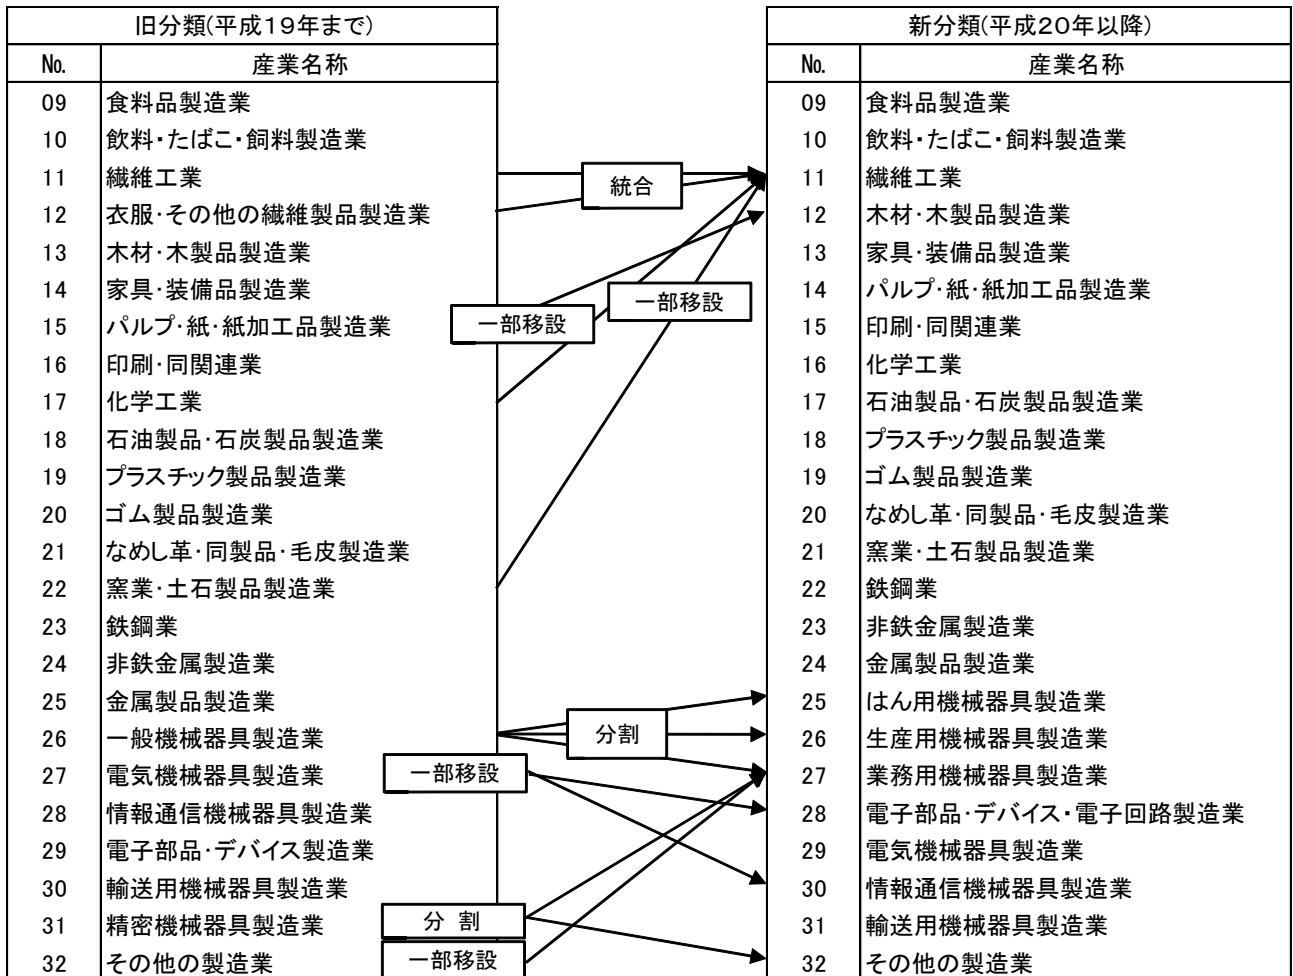 旧分類(平成19年まで)
No. 産業名称
09 食料品製造業
10 飲料・たばこ・飼料製造業
11 繊維工業
12 衣服・その他の繊維製品製造業
13 木材・木製品製造業
14 家具・装備品製造業
15 パルプ・紙・紙加工品製造業
16 印刷・同関連業
17 化学工業
18 石油製品・石炭製品製造業
19 プラスチック製品製造業
20 ゴム製品製造業
21 なめし革・同製品・毛皮製造業
22 窯業・土石製品製造業
23 鉄鋼業
24 非鉄金属製造業
25 金属製品製造業
26 一般機械器具製造業
27 電気機械器具製造業
28 情報通信機械器具製造業
29 電子部品・デバイス製造業
30 輸送用機械器具製造業
31 精密機械器具製造業
32 その他の製造業
統合
一部移設
一部移設
分割
一部移設
分 割
一部移設
新分類(平成20年以降)
No. 産業名称
09 食料品製造業
10 飲料・たばこ・飼料製造業
11 繊維工業
12 木材・木製品製造業
13 家具・装備品製造業
14 パルプ・紙・紙加工品製造業
15 印刷・同関連業
16 化学工業
17 石油製品・石炭製品製造業
18 プラスチック製品製造業
19 ゴム製品製造業
20 なめし革・同製品・毛皮製造業
21 窯業・土石製品製造業
22 鉄鋼業
23 非鉄金属製造業
24 金属製品製造業
25 はん用機械器具製造業
26 生産用機械器具製造業
27 業務用機械器具製造業
28 電子部品・デバイス・電子回路製造業
29 電気機械器具製造業
30 情報通信機械器具製造業
31 輸送用機械器具製造業
32 その他の製造業